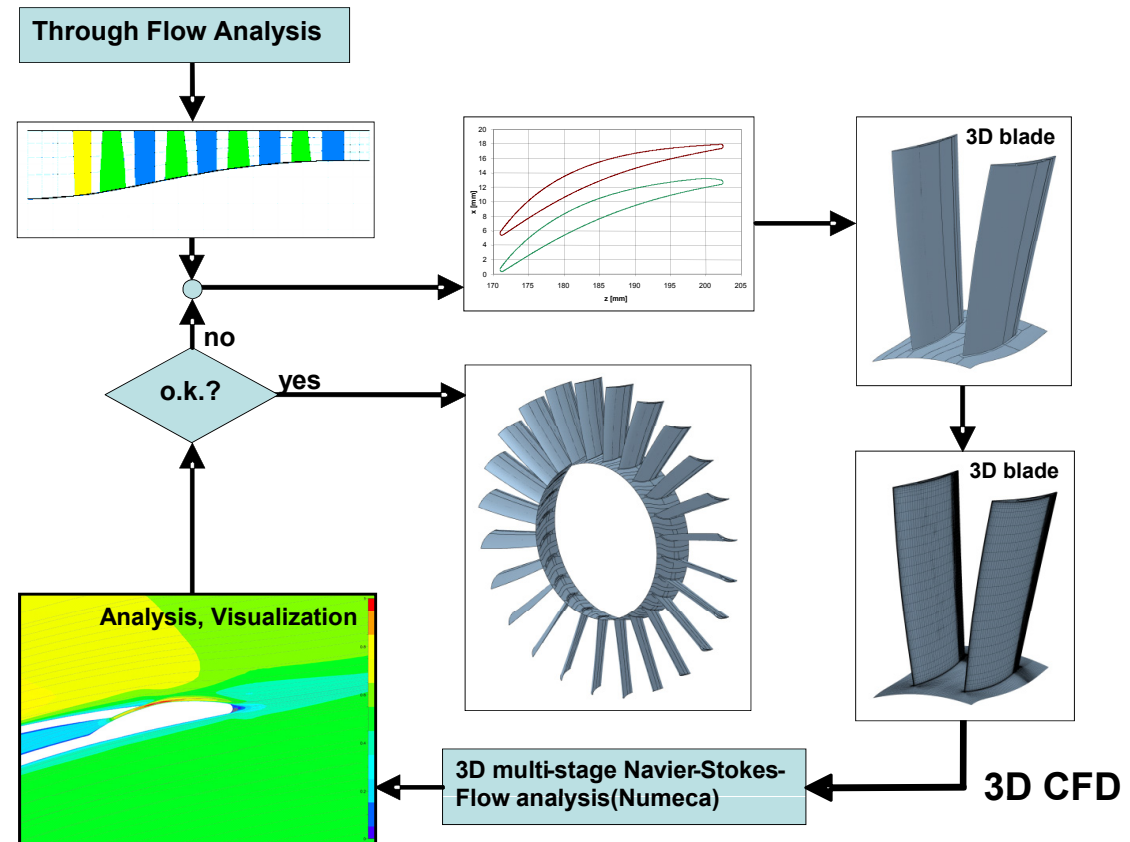 Through Flow Analysis
20
18
16
14
12
10
8
6
4
2
0
x [mm]
170
175
180
185
190
195
200
205
z [mm]
3D blade
no
o.k.?
yes
3D blade
Analysis, Visualization
3D multi-stage Navier-Stokes-
Flow analysis(Numeca)
3D CFD